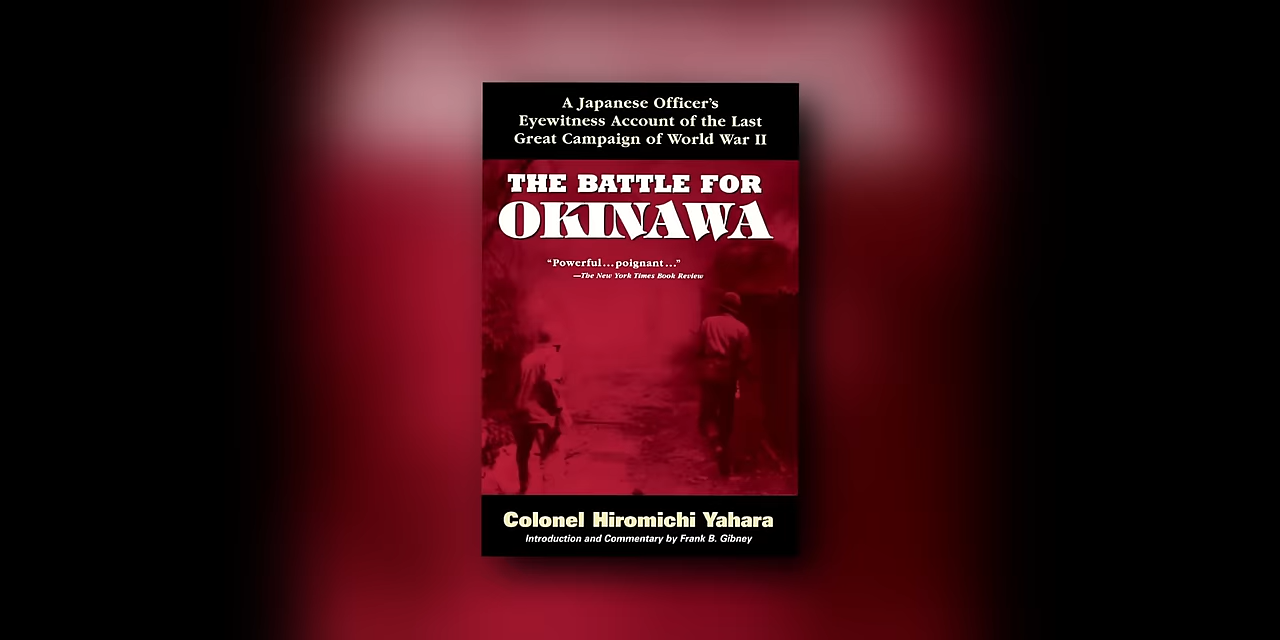 A Japanese Officer's
Eyewitness Account of the Last
Great Campaign of World War II
THE BATTLE FOR
OKINAWA
“Powerful...poignant...”
—The New York Times Book Review
Colonel Hiromichi Yahara
Introduction and Commentary by Frank B. Gibney